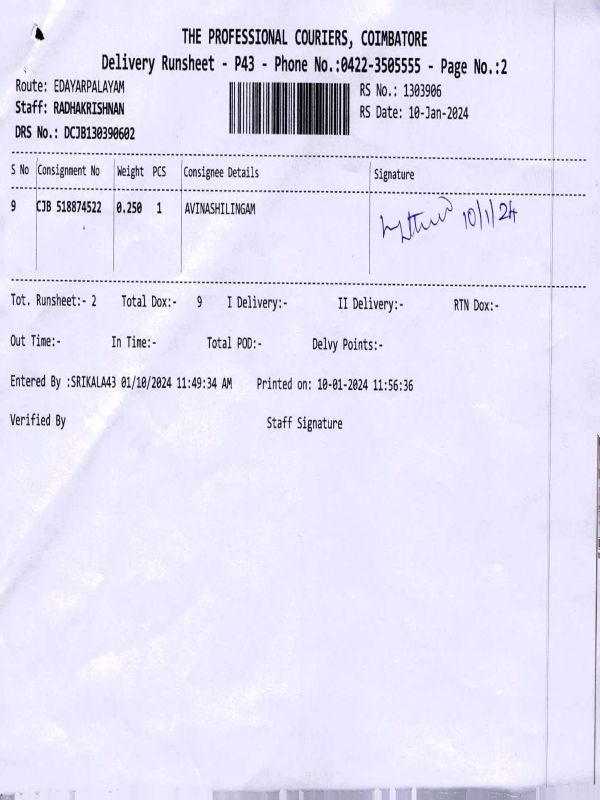 THE PROFESSIONAL COURIERS, COIMBATORE
Delivery Runsheet - P43 - Phone No.:0422-3505555 - Page No.:2
Route: EDAYARPALAYAM
RS No.: 1303906
Staff: RADHAKRISHNAN
RS Date: 10-Jan-2024
DRS No.: DCJB130390602
S No Consignment No Weight PCS Consignee Details Signature
9 CJB 518874522 0.250 1 AVINASHILINGAM 10/1/24
Tot. Runsheet:- 2 Total Dox:- 9 I Delivery:- II Delivery:- RTN Dox:-
Out Time:- In Time:- Total POD:- Delvy Points:-
Entered By :SRIKALA43 01/10/2024 11:49:34 AM Printed on: 10-01-2024 11:56:36
Verified By Staff Signature